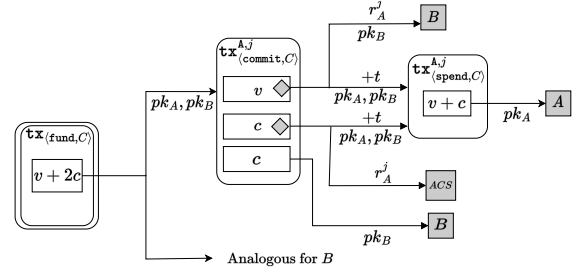 r_A^j
B
pk_B
tx^{A,j}_{⟨commit,C⟩}
tx^{A,j}_{⟨spend,C⟩}
v
+t
pk_A, pk_B
v + c
A
pk_A
pk_A, pk_B
c
+t
pk_A, pk_B
tx_{⟨fund,C⟩}
c
v + 2c
r_A^j
ACS
B
pk_B
Analogous for B